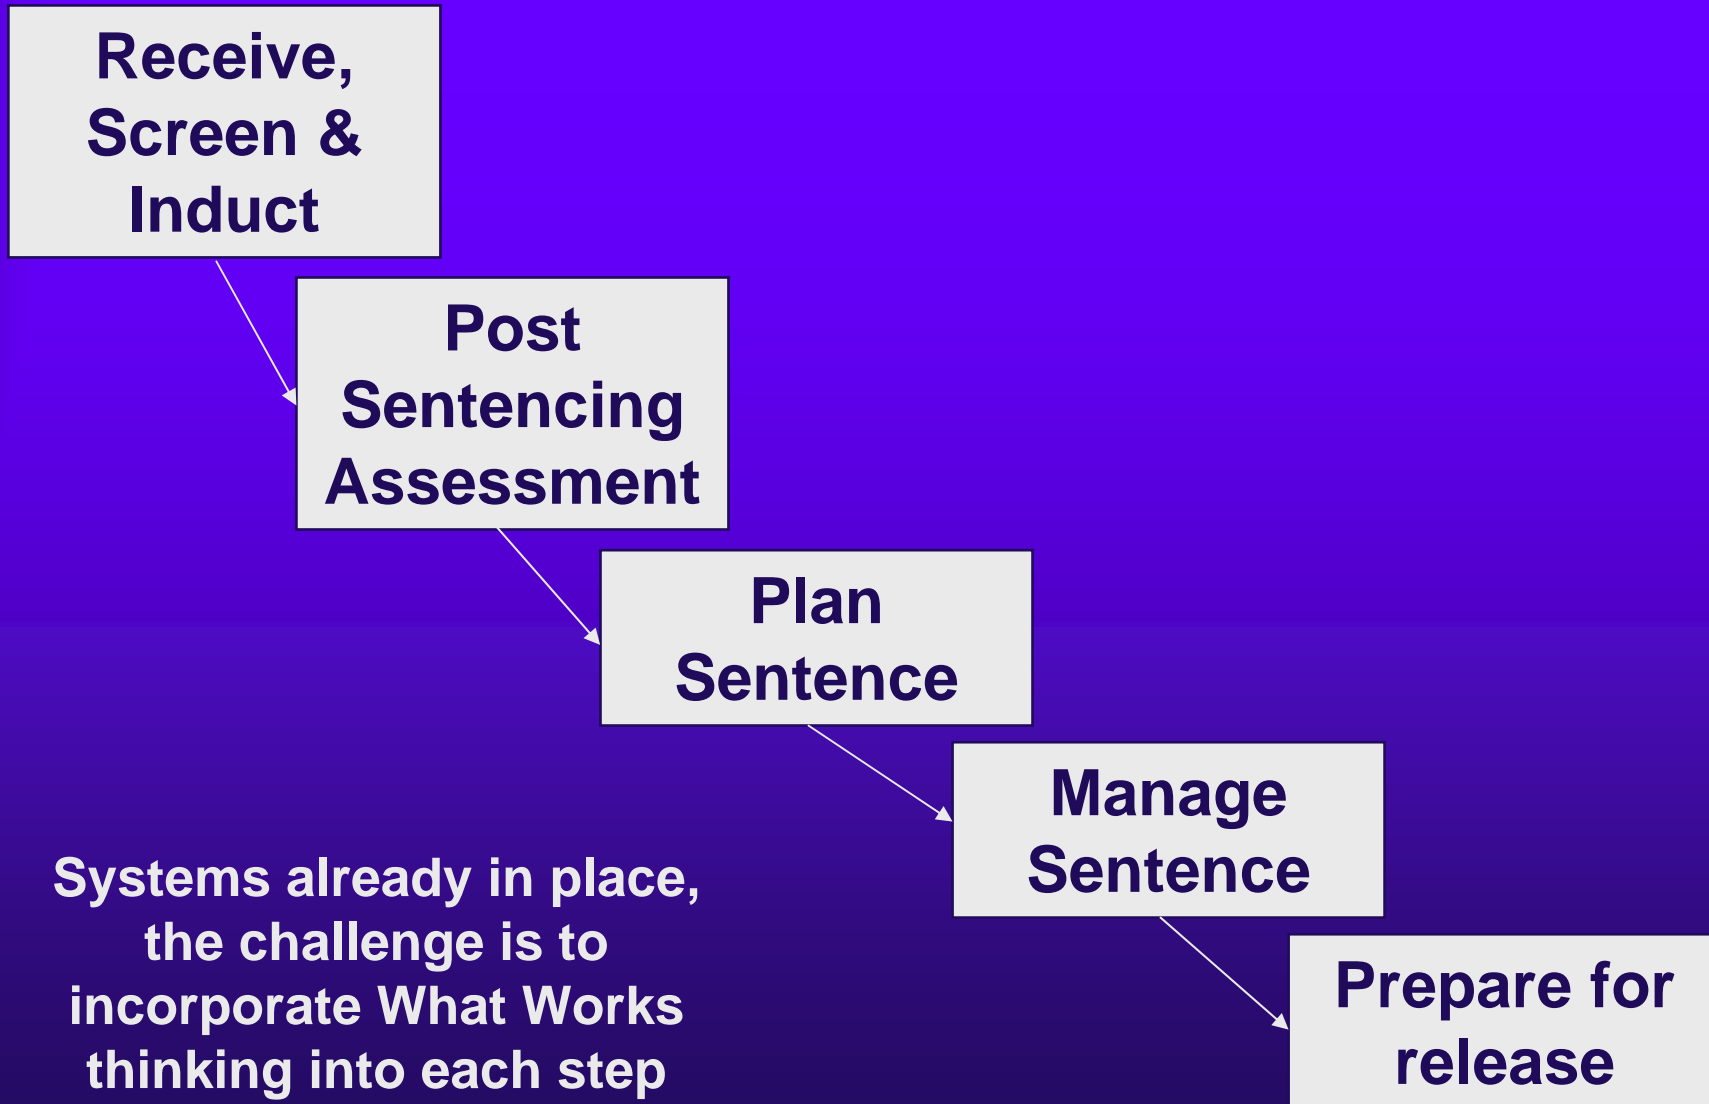 Receive,
Screen &
Induct
Post
Sentencing
Assessment
Plan
Sentence
Manage
Sentence
Systems already in place,
the challenge is to
incorporate What Works
thinking into each step
Prepare for
release